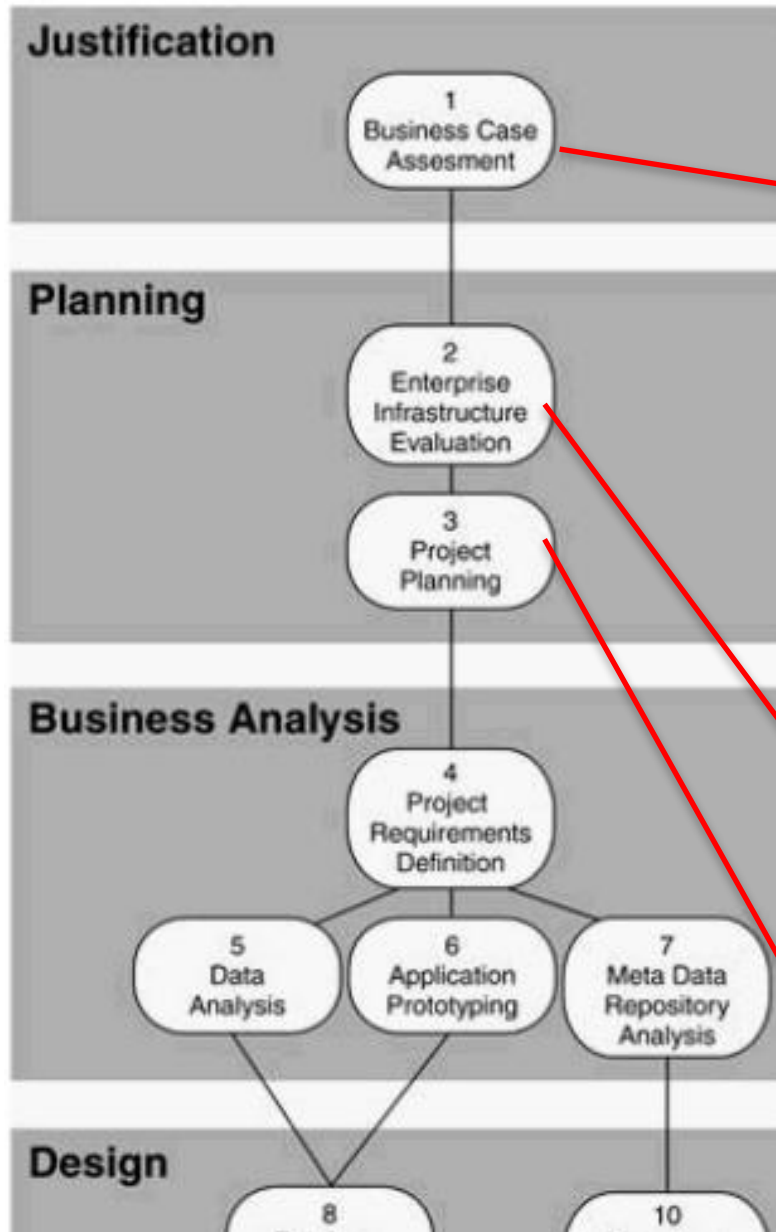 Justification
1
Business Case
Assesment
Planning
2
Enterprise
Infrastructure
Evaluation
3
Project
Planning
Business Analysis
4
Project
Requirements
Definition
5
Data
Analysis
6
Application
Prototyping
7
Meta Data
Repository
Analysis
Design
8
10